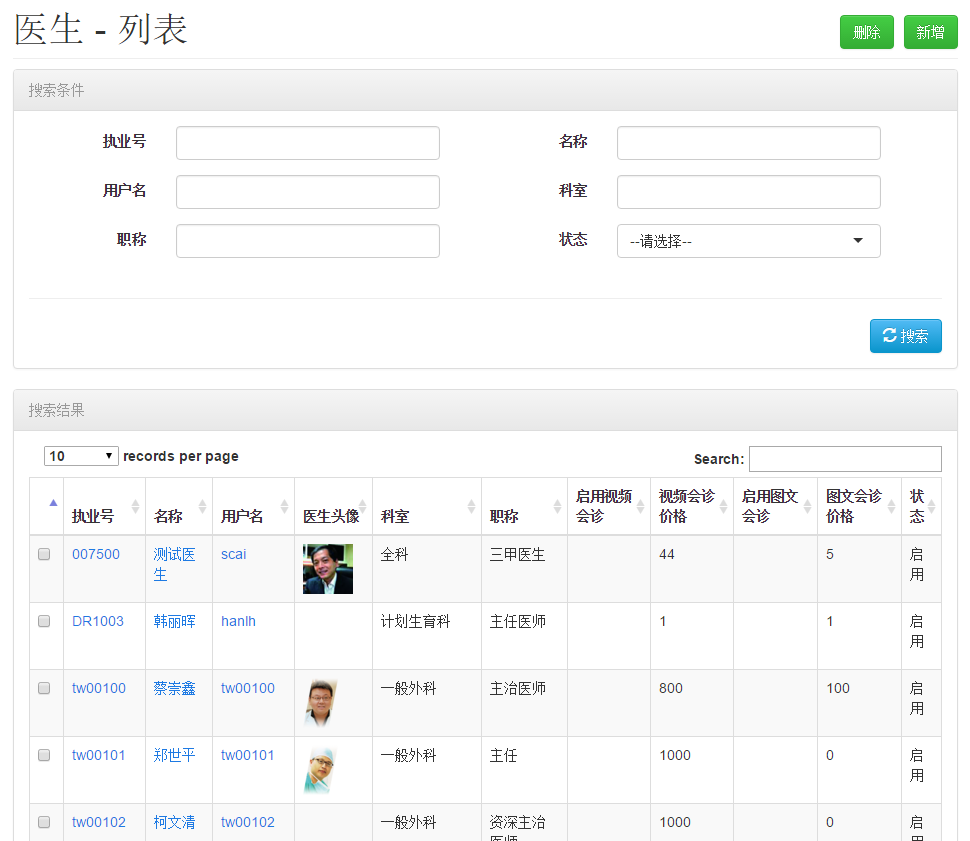 医生 - 列表
删除 新增
搜索条件
执业号 名称
用户名 科室
职称 状态 --请选择--
搜索
搜索结果
10 records per page Search:
执业号 名称 用户名 医生头像 科室 职称 启用视频会诊 视频会诊价格 启用图文会诊 图文会诊价格 状态
007500 测试医生 scai 全科 三甲医生 44 5 启用
DR1003 韩丽晖 hanlh 计划生育科 主任医师 1 1 启用
tw00100 蔡崇鑫 tw00100 一般外科 主治医师 800 100 启用
tw00101 郑世平 tw00101 一般外科 主任 1000 0 启用
tw00102 柯文清 tw00102 一般外科 资深主治医师 1000 0 启用